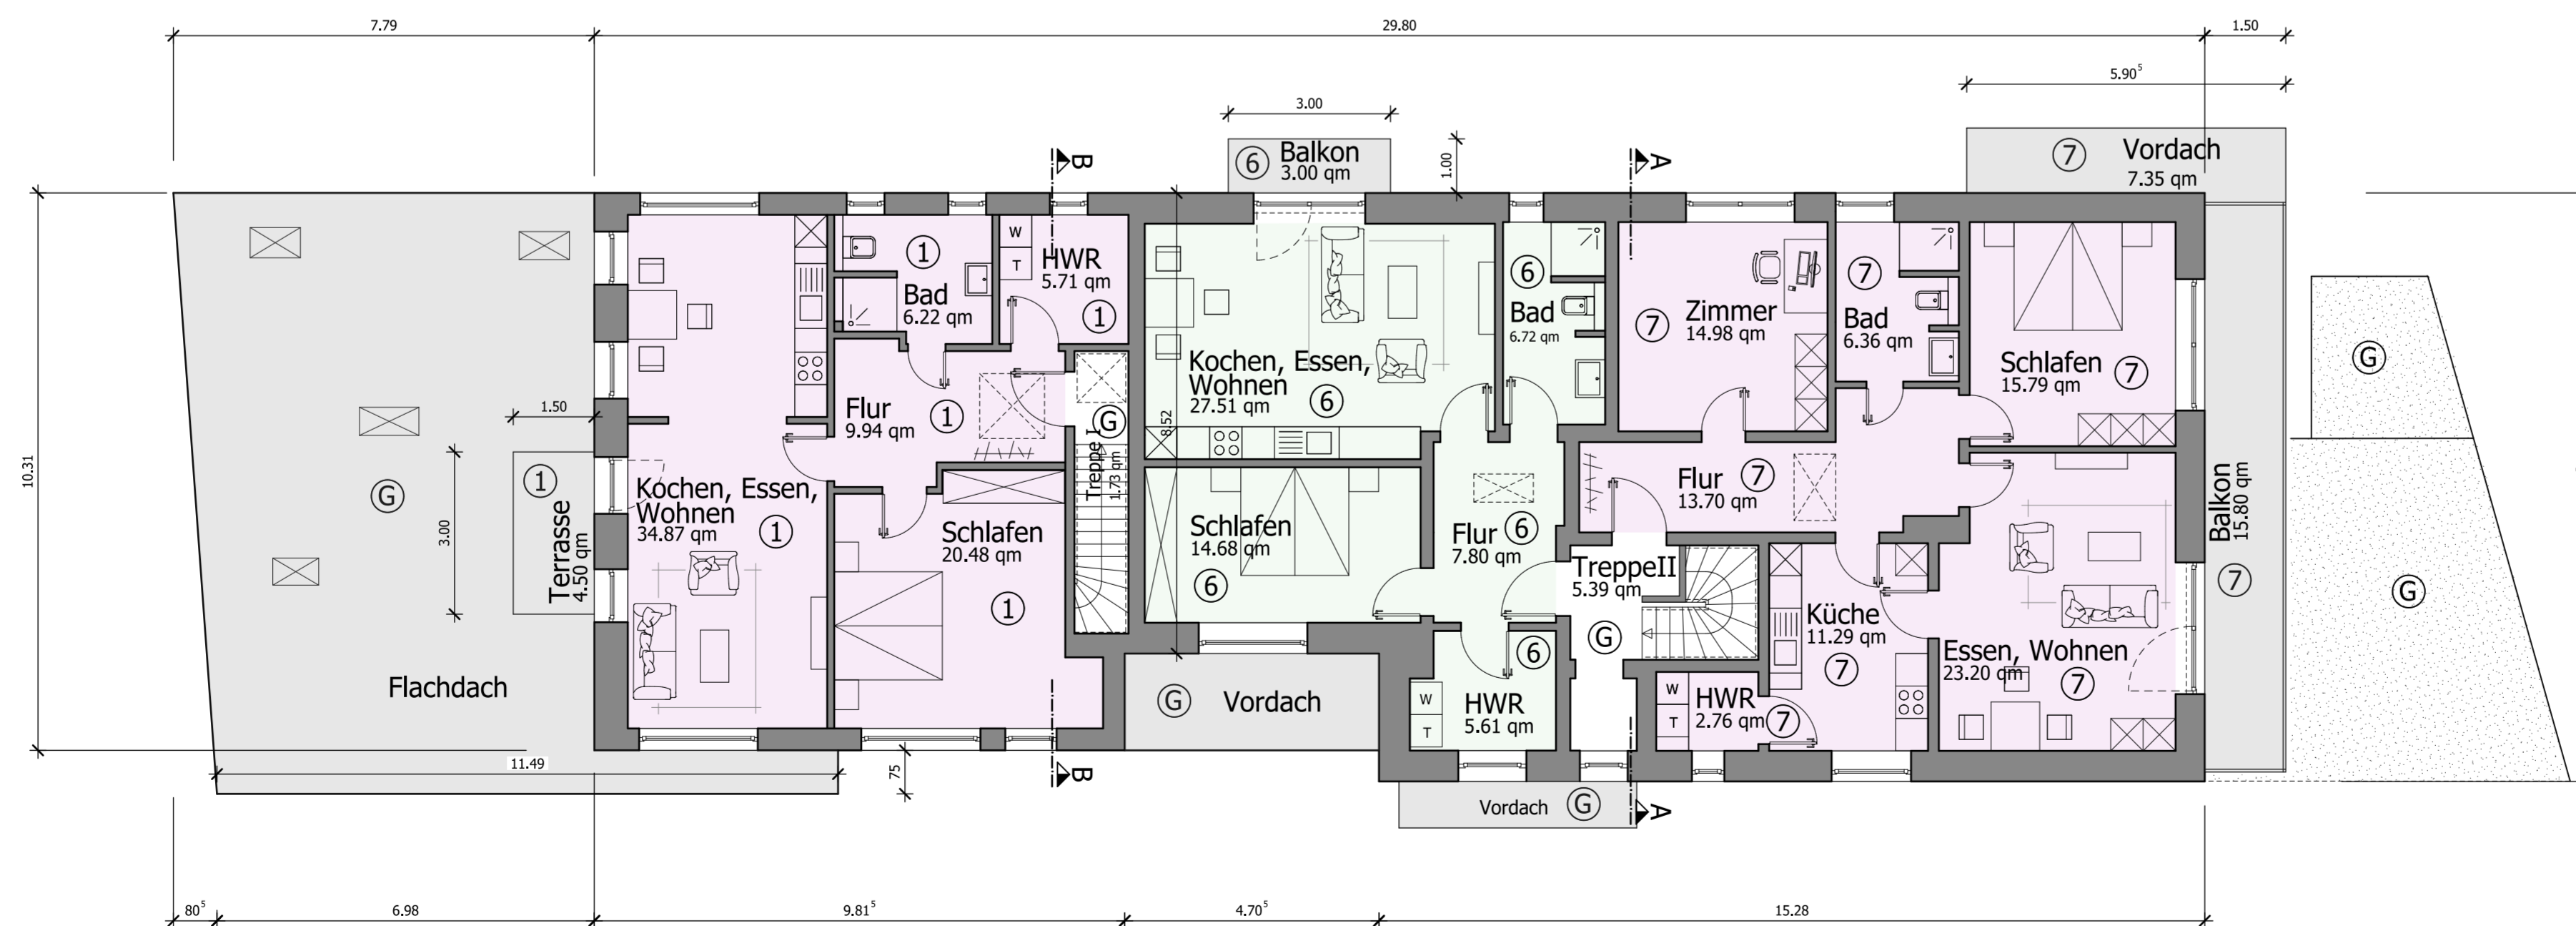 7.79
29.80
1.50
5.90⁵
3.00
1.00
6
Balkon
3.00 qm
7
Vordach
7.35 qm
B
A
10.31
G
1.50
3.00
1
Terrasse
4.50 qm
Flachdach
11.49
75
Kochen, Essen,
Wohnen
34.87 qm
1
1
Bad
6.22 qm
W
T
HWR
5.71 qm
1
Flur
9.94 qm
1
Schlafen
20.48 qm
1
G
Treppe I
1.73 qm
8.52
Kochen, Essen,
Wohnen
27.51 qm
6
6
Bad
6.72 qm
Schlafen
14.68 qm
6
Flur
7.80 qm
6
6
HWR
5.61 qm
W
T
G
Vordach
TreppeII
5.39 qm
G
7
Zimmer
14.98 qm
7
Bad
6.36 qm
Schlafen
15.79 qm
7
Flur
13.70 qm
7
Küche
11.29 qm
7
W
T
HWR
2.76 qm
7
Essen, Wohnen
23.20 qm
7
Balkon
15.80 qm
7
G
G
B
Vordach
G
A
80⁵
6.98
9.81⁵
4.70⁵
15.28